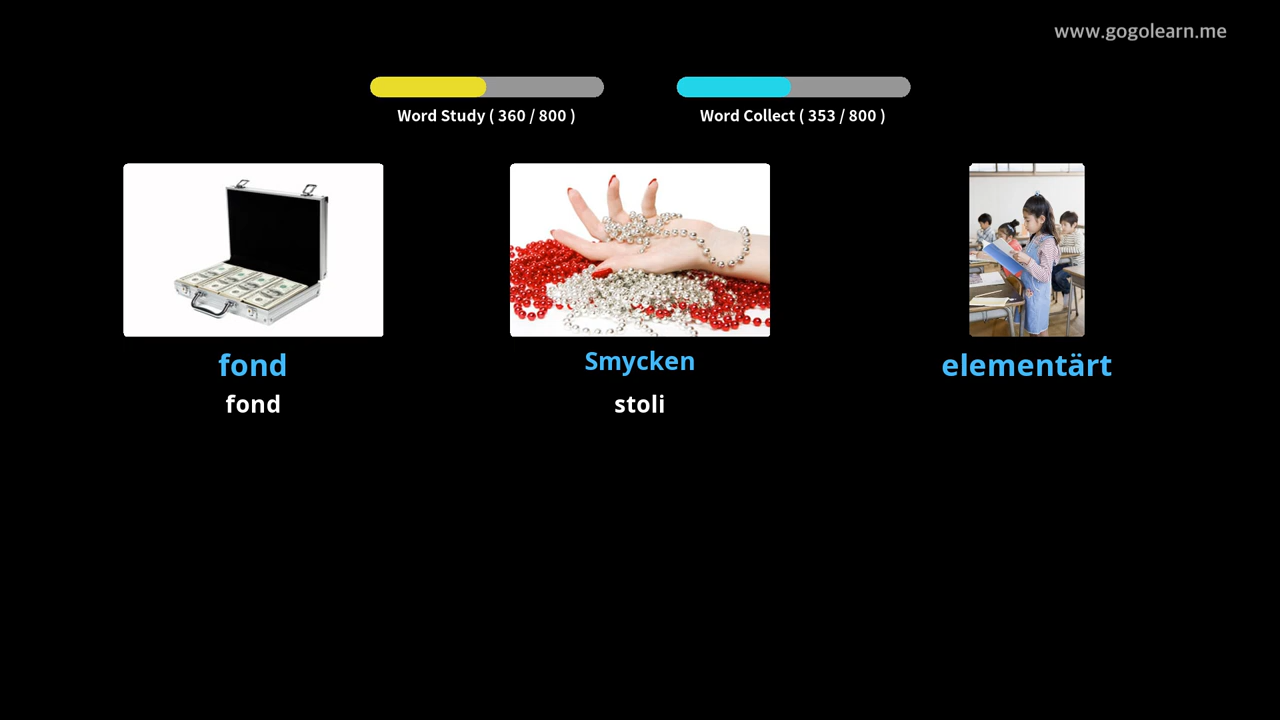 www.gogolearn.me
Word Study ( 360 / 800 )
Word Collect ( 353 / 800 )
fond
Smycken
elementärt
fond
stoli